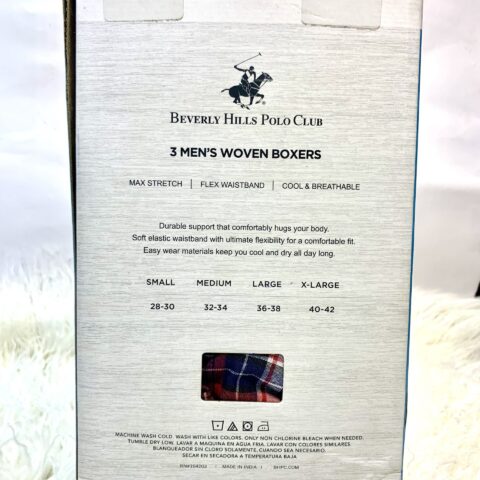 BEVERLY HILLS POLO CLUB
3 MEN'S WOVEN BOXERS
MAX STRETCH | FLEX WAISTBAND | COOL & BREATHABLE
Durable support that comfortably hugs your body.
Soft elastic waistband with ultimate flexibility for a comfortable fit.
Easy wear materials keep you cool and dry all day long.
SMALL MEDIUM LARGE X-LARGE
28-30 32-34 36-38 40-42
MACHINE WASH COLD. WASH WITH LIKE COLORS. ONLY NON CHLORINE BLEACH WHEN NEEDED.
TUMBLE DRY LOW. LAVAR A MAQUINA EN AGUA FRIA. LAVAR CON COLORES SIMILARES
BLANQUEADOR SIN CLORO SOLAMENTE, CUANDO SEA NECESARIO.
SECAR EN SECADORA A TEMPERATURA BAJA
| MADE IN INDIA | BHPC.COM